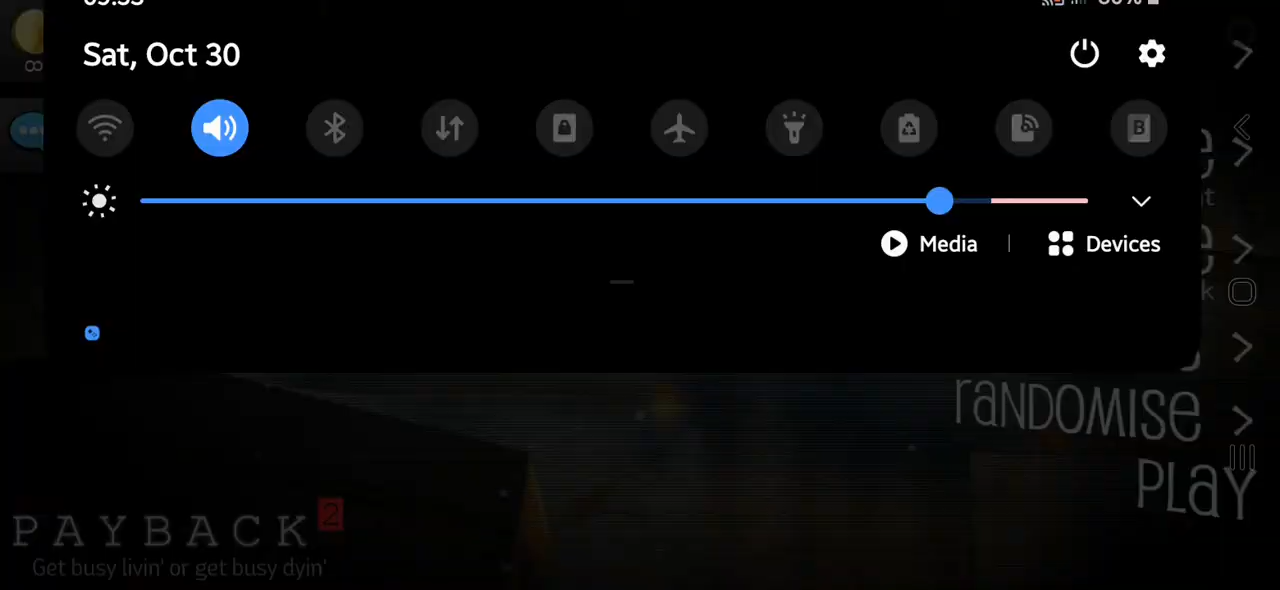 Sat, Oct 30
B
Media | Devices
RaNDOMISe
PLaY
PAYBACK 2
Get busy livin' or get busy dyin'